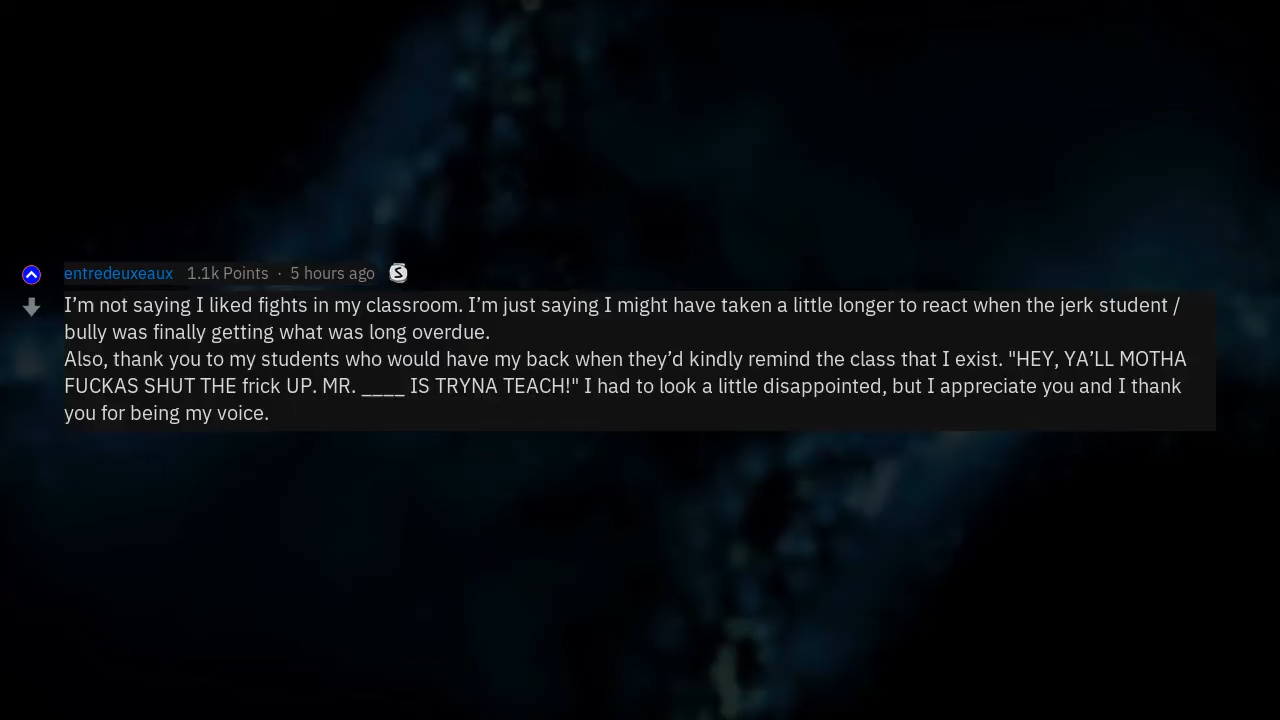 entredeuxeaux 1.1k Points · 5 hours ago S
I’m not saying I liked fights in my classroom. I’m just saying I might have taken a little longer to react when the jerk student /
bully was finally getting what was long overdue.
Also, thank you to my students who would have my back when they’d kindly remind the class that I exist. "HEY, YA’LL MOTHA
FUCKAS SHUT THE frick UP. MR. ____ IS TRYNA TEACH!" I had to look a little disappointed, but I appreciate you and I thank
you for being my voice.